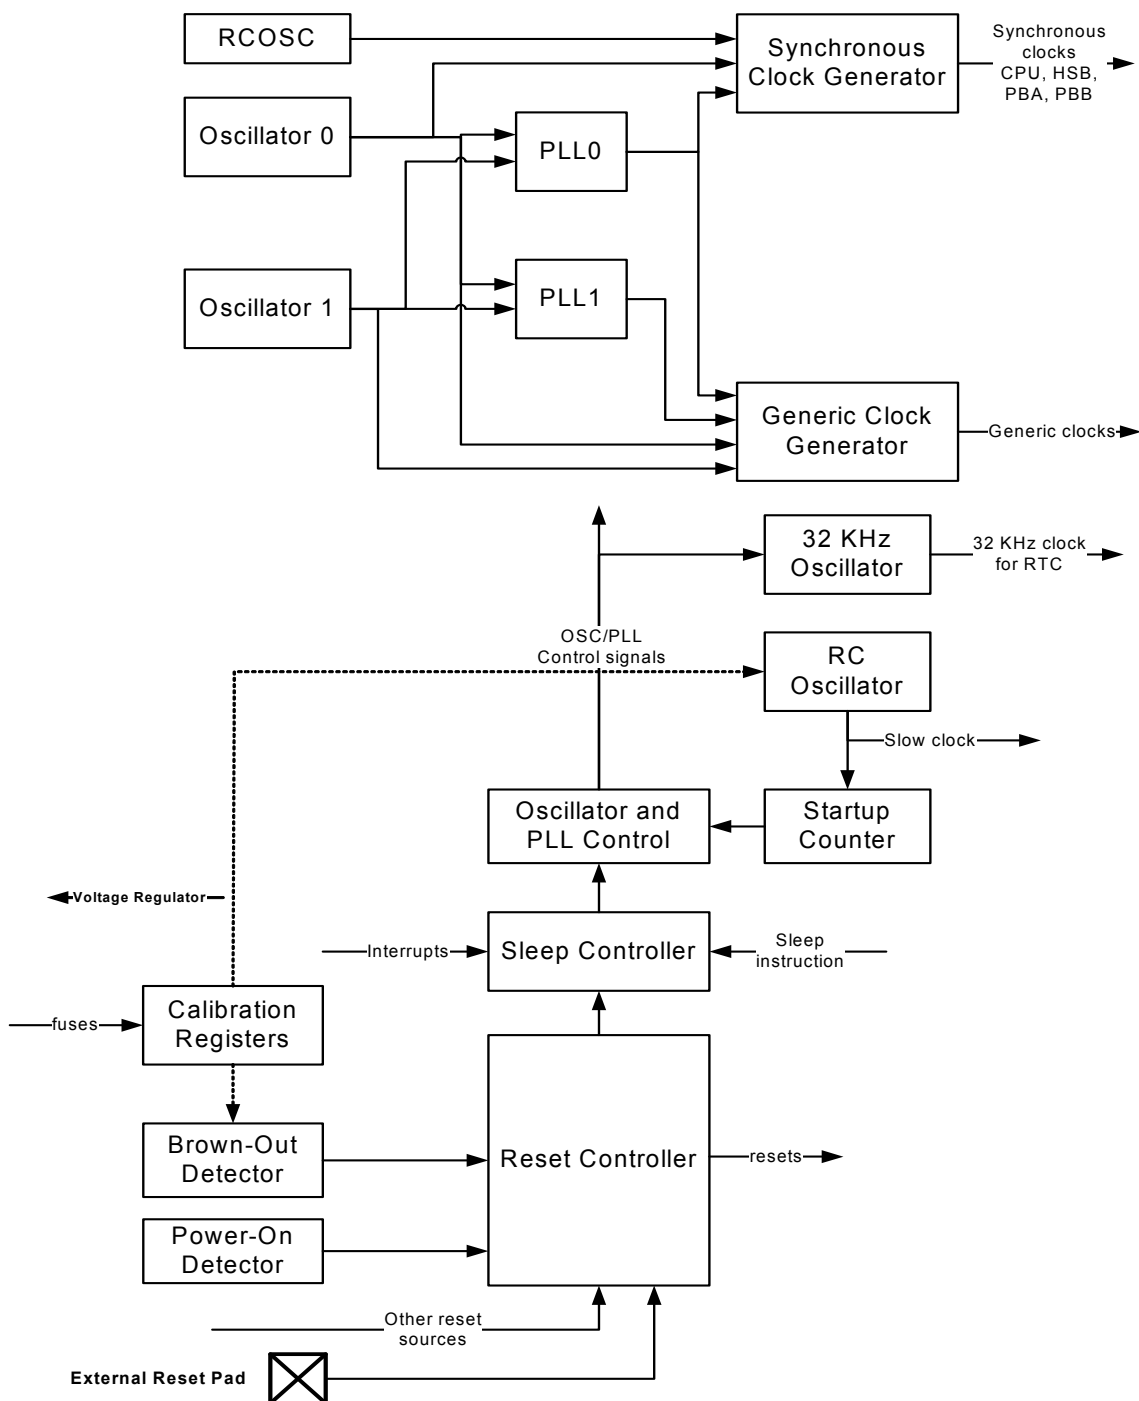 RCOSC
Synchronous
Clock Generator
Synchronous
clocks
CPU, HSB,
PBA, PBB
Oscillator 0
PLL0
Oscillator 1
PLL1
Generic Clock
Generator
Generic clocks
32 KHz
Oscillator
32 KHz clock
for RTC
OSC/PLL
Control signals
RC
Oscillator
Slow clock
Oscillator and
PLL Control
Startup
Counter
Voltage Regulator
Interrupts
Sleep Controller
Sleep
instruction
fuses
Calibration
Registers
Brown-Out
Detector
Reset Controller
resets
Power-On
Detector
Other reset
sources
External Reset Pad